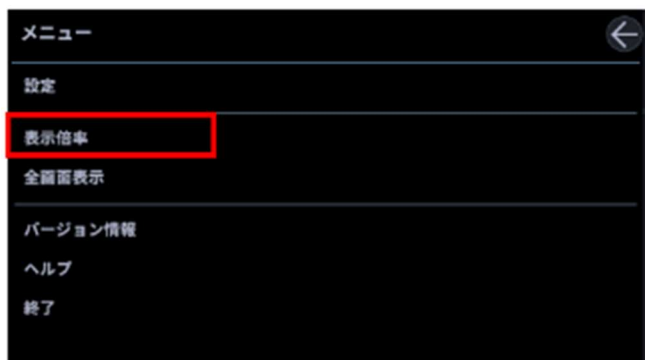 メニュー
設定
表示倍率
全画面表示
バージョン情報
ヘルプ
終了